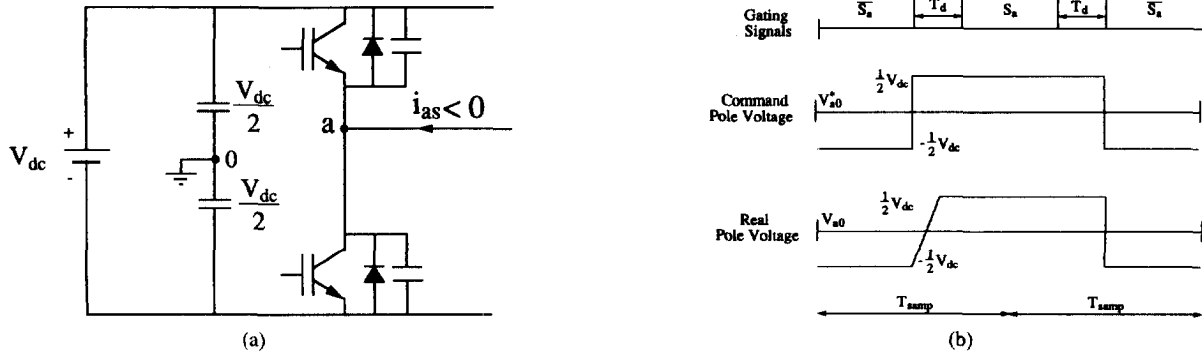 V_dc
+
-
V_dc
2
V_dc
2
0
a
i_as < 0
(a)
Gating
Signals
S̅_a
T_d
S_a
T_d
S̅_a
Command
Pole Voltage
½V_dc
V*_a0
-½V_dc
Real
Pole Voltage
½V_dc
V_a0
-½V_dc
T_samp
T_samp
(b)